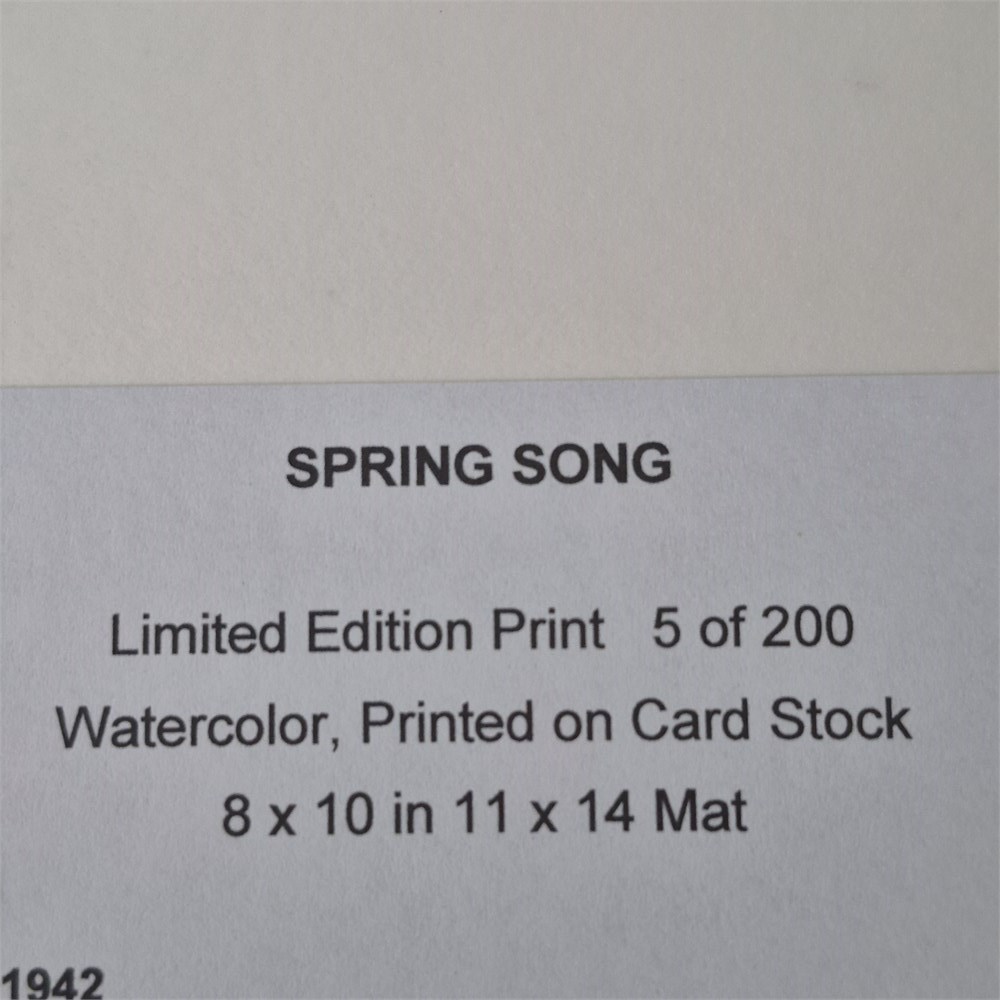 SPRING SONG
Limited Edition Print 5 of 200
Watercolor, Printed on Card Stock
8 x 10 in 11 x 14 Mat
1942